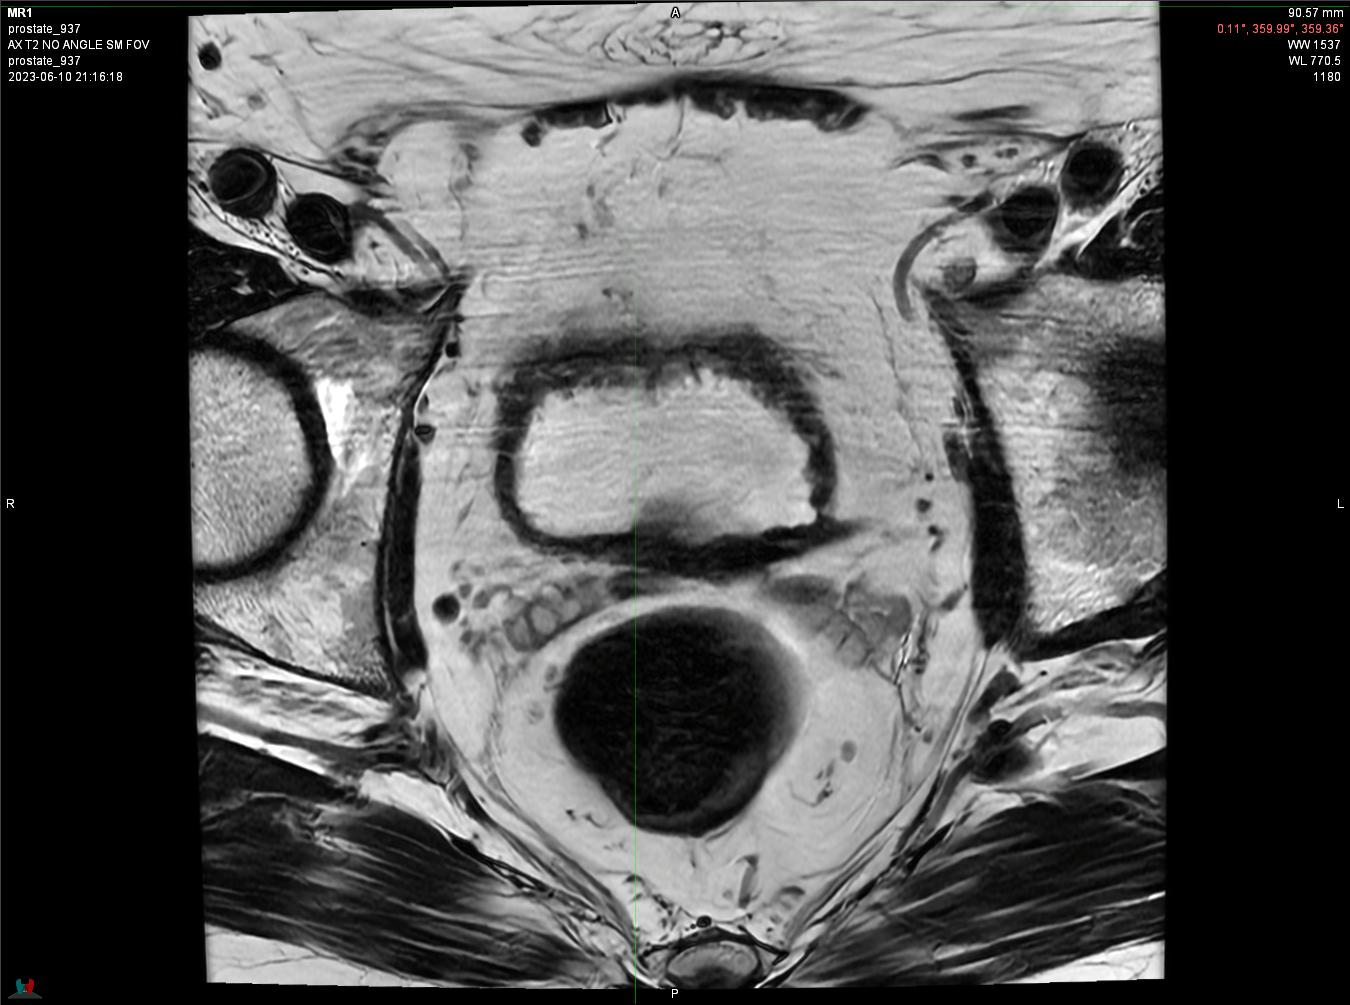 MR1
prostate_937
AX T2 NO ANGLE SM FOV
prostate_937
2023-06-10 21:16:18
A
90.57 mm
0.11°, 359.99°, 359.36°
WW 1537
WL 770.5
1180
R
L
P